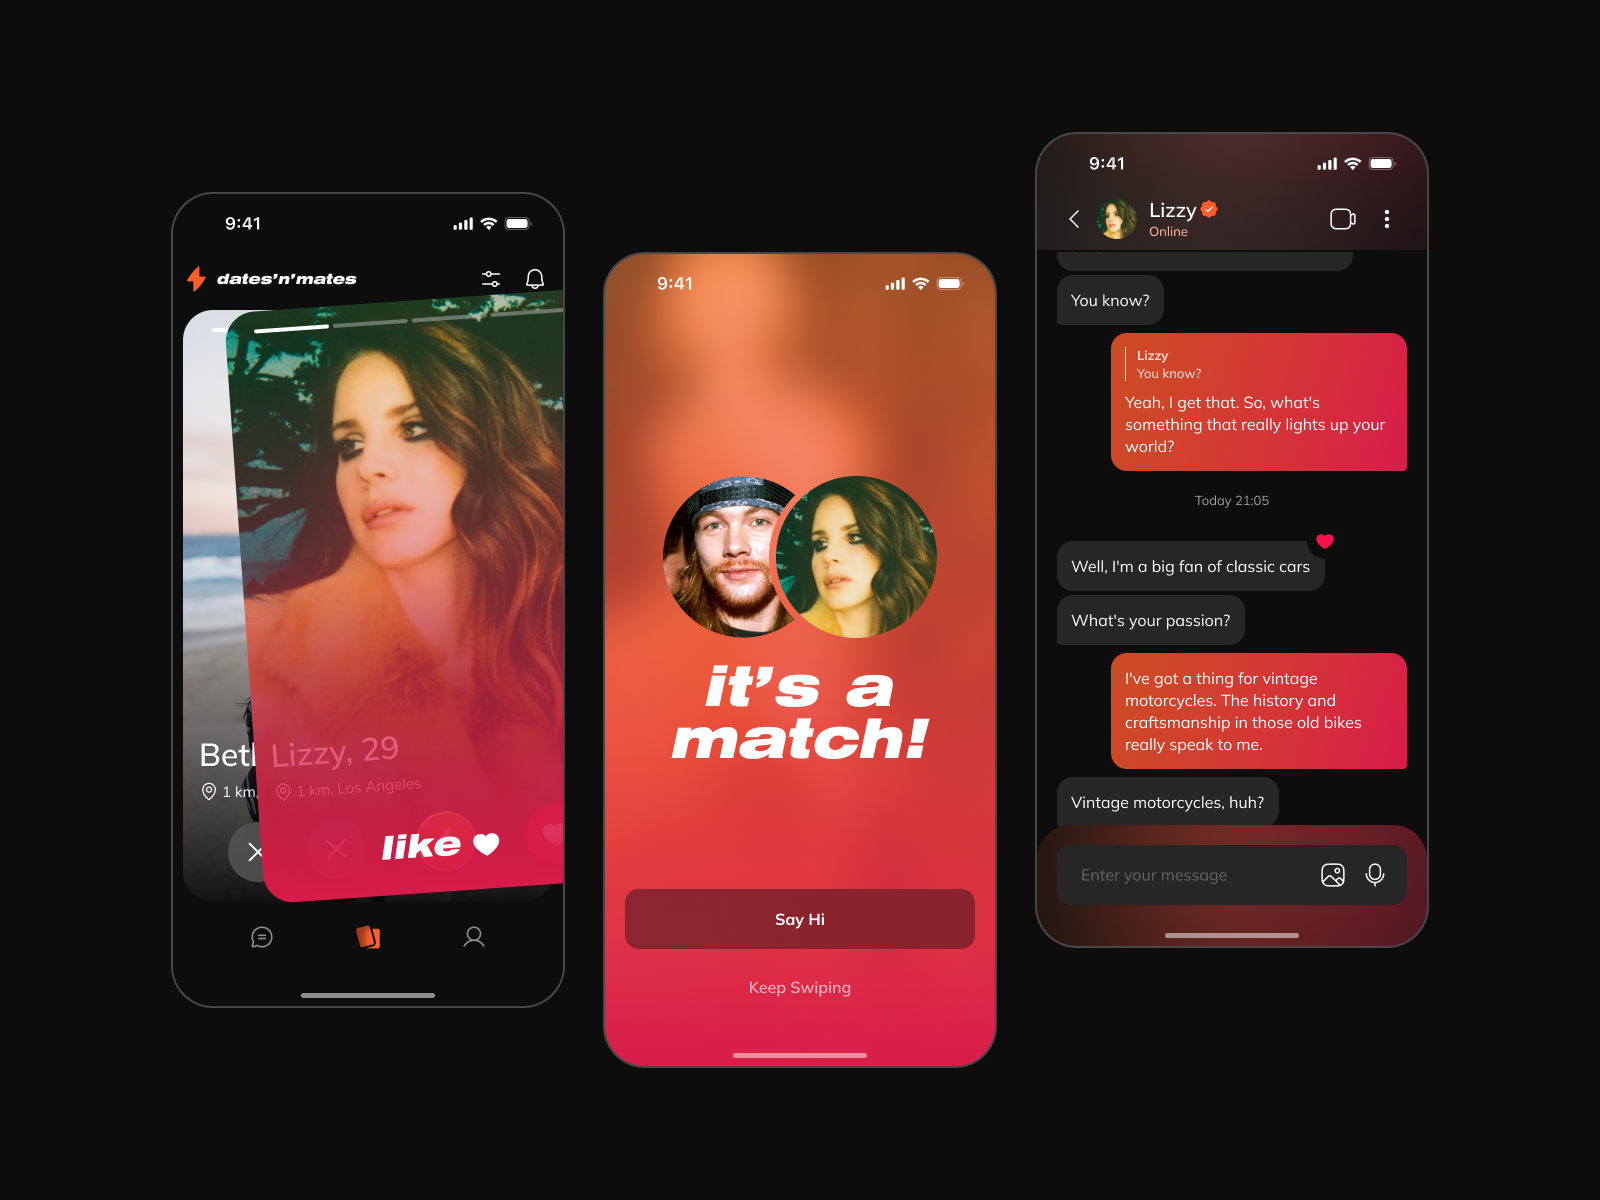 9:41
dates’n’mates
Beth
1 km,
Lizzy, 29
1 km, Los Angeles
like
9:41
it’s a
match!
Say Hi
Keep Swiping
9:41
Lizzy
Online
You know?
Lizzy
You know?
Yeah, I get that. So, what's
something that really lights up your
world?
Today 21:05
Well, I'm a big fan of classic cars
What's your passion?
I've got a thing for vintage
motorcycles. The history and
craftsmanship in those old bikes
really speak to me.
Vintage motorcycles, huh?
Enter your message